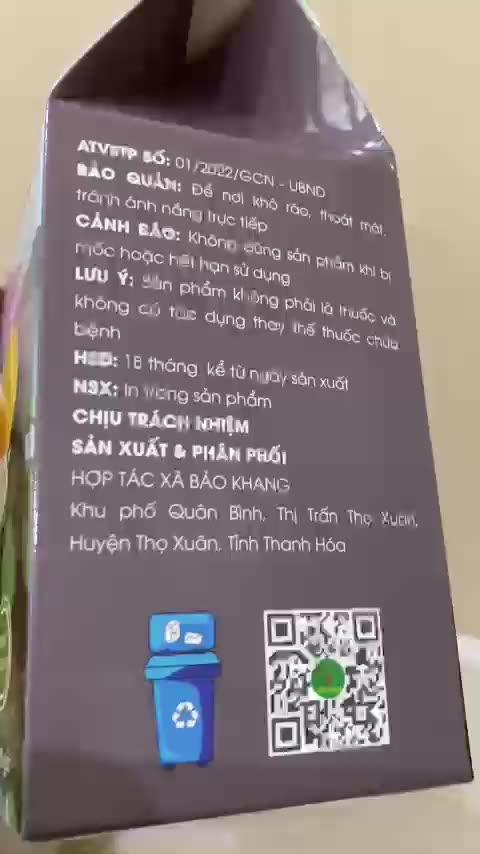 ATVSTP SỐ: 01/2022/GCN - UBND
BẢO QUẢN: Để nơi khô ráo, thoát mát,
tránh ánh nắng trực tiếp
CẢNH BÁO: Không dùng sản phẩm khi bị
mốc hoặc hết hạn sử dụng
LƯU Ý: Sản phẩm không phải là thuốc và
không có tác dụng thay thế thuốc chữa
bệnh
HSD: 18 tháng kể từ ngày sản xuất
NSX: In trong sản phẩm
CHỊU TRÁCH NHIỆM
SẢN XUẤT & PHÂN PHỐI
HỢP TÁC XÃ BẢO KHANG
Khu phố Quân Bình, Thị Trấn Thọ Xuân,
Huyện Thọ Xuân, Tỉnh Thanh Hóa